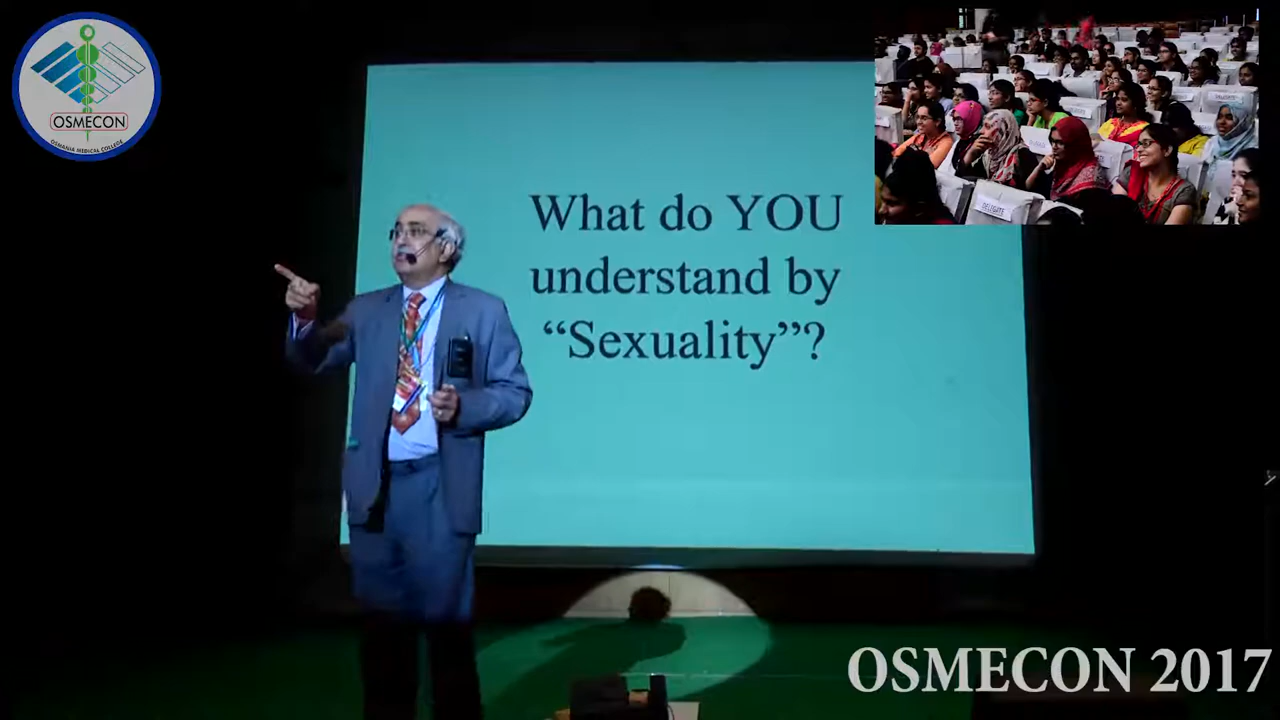 OSMECON
OSMANIA MEDICAL COLLEGE
What do YOU
understand by
“Sexuality”?
DELEGATE
OSMECON 2017